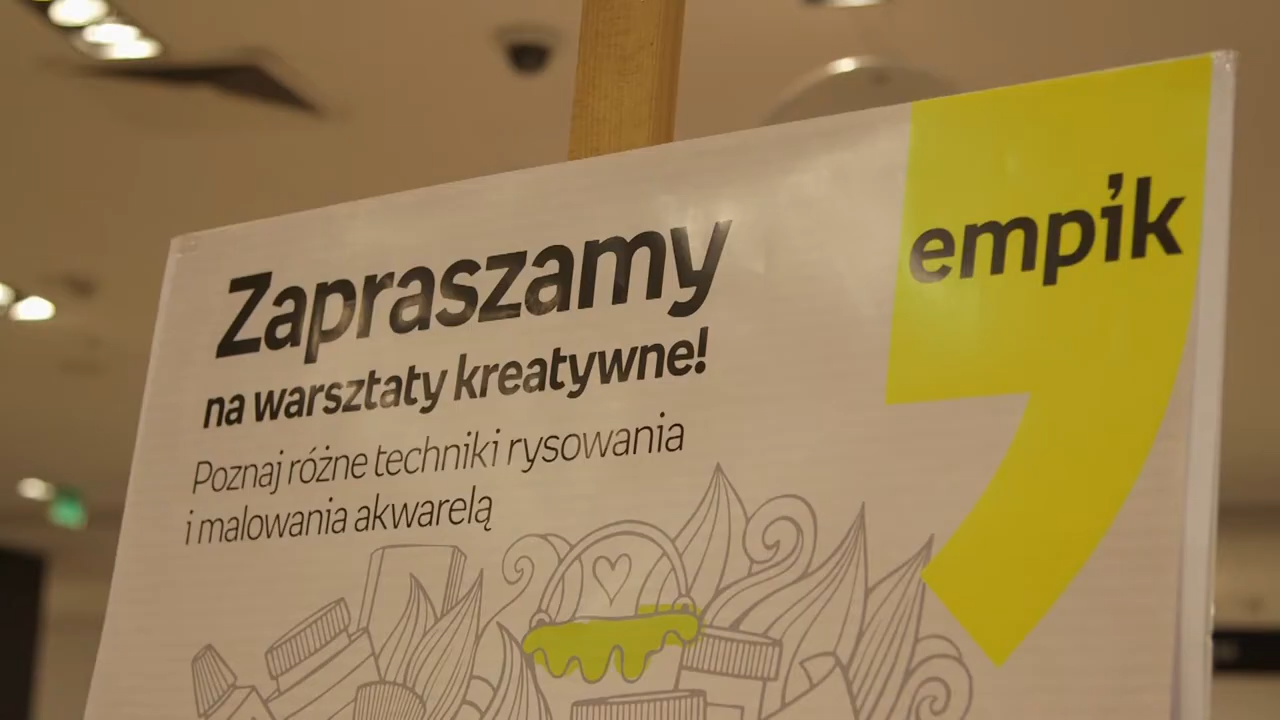 empik
Zapraszamy
na warsztaty kreatywne!
Poznaj różne techniki rysowania
i malowania akwarelą